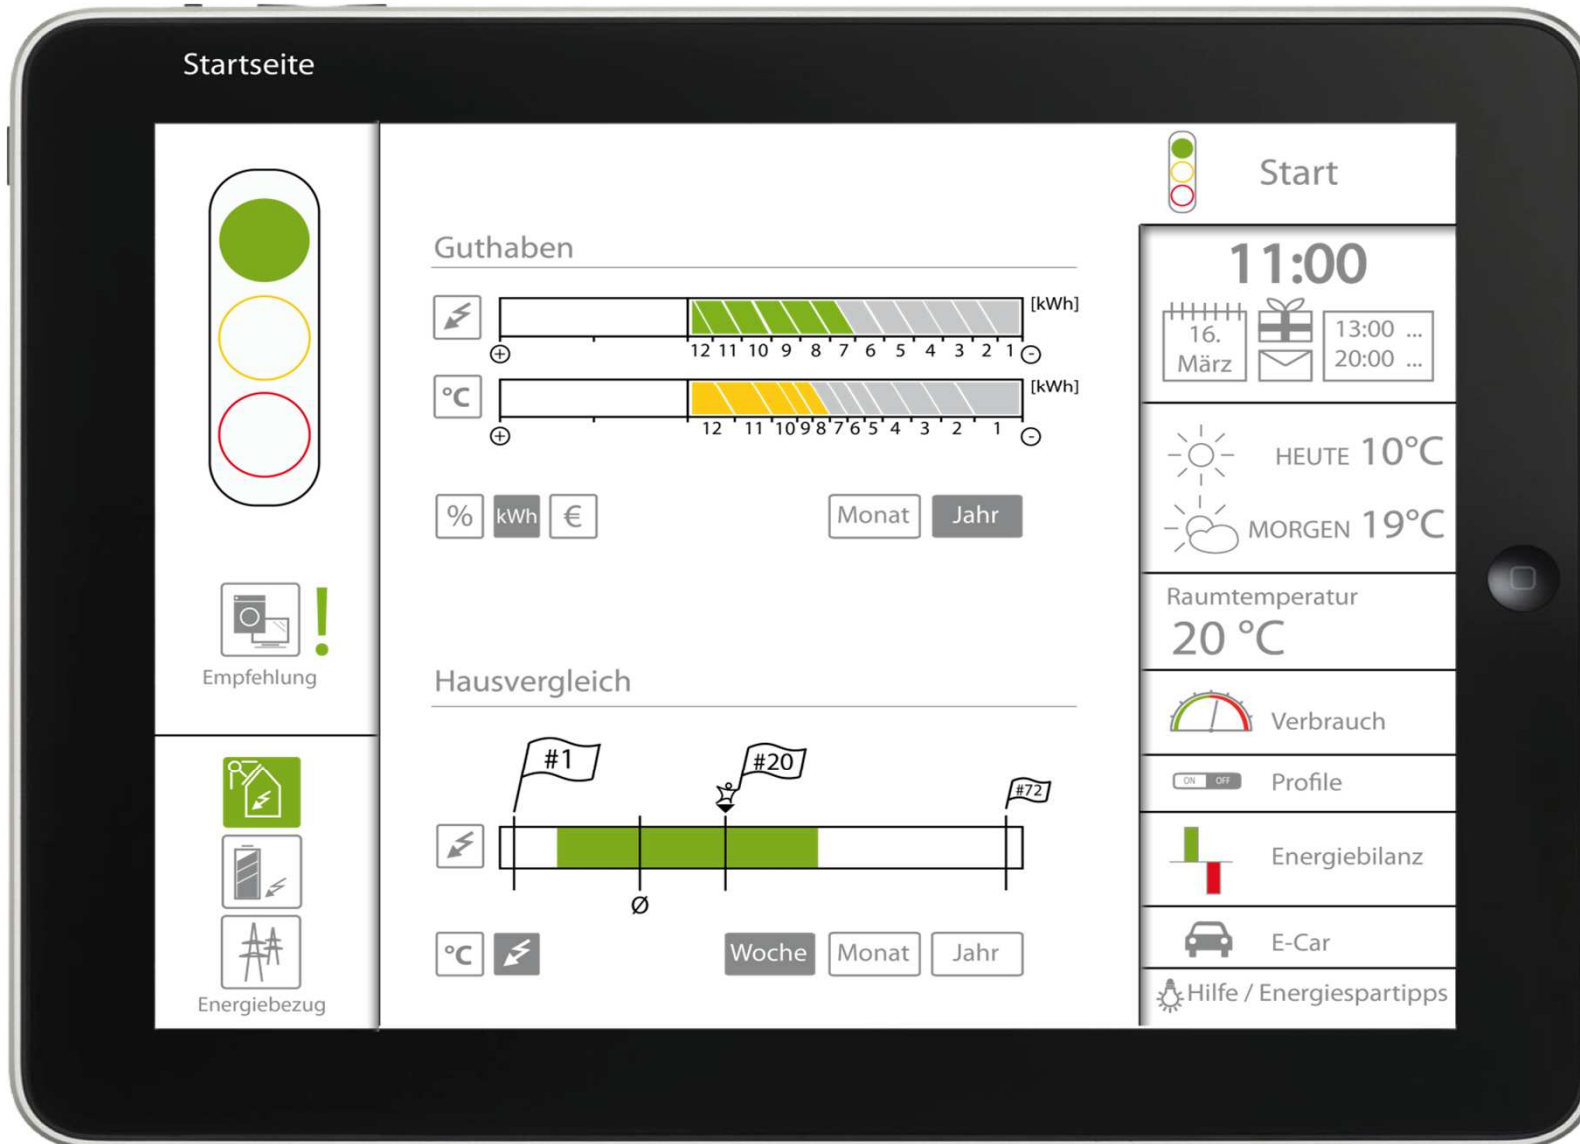 Startseite
Empfehlung
Energiebezug
Guthaben
[kWh]
12 11 10 9 8 7 6 5 4 3 2 1
°C
[kWh]
12 11 10 9 8 7 6 5 4 3 2 1
% kWh €
Monat Jahr
Hausvergleich
#1 #20 #72
Ø
°C
Woche Monat Jahr
Start
11:00
16.
März
13:00 ...
20:00 ...
HEUTE 10°C
MORGEN 19°C
Raumtemperatur
20 °C
Verbrauch
ON OFF Profile
Energiebilanz
E-Car
Hilfe / Energiespartipps